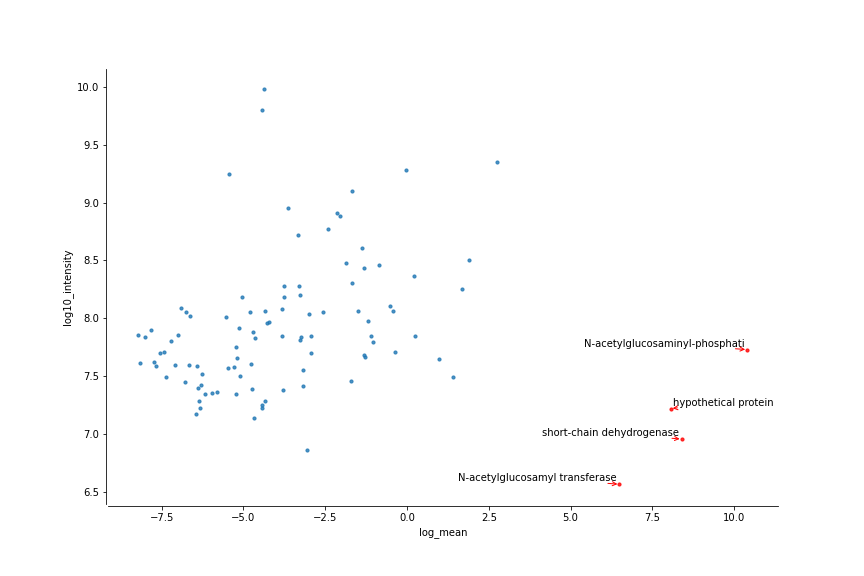 10.0
9.5
9.0
8.5
8.0
7.5
7.0
6.5
log10_intensity
N-acetylglucosaminyl-phosphati
hypothetical protein
short-chain dehydrogenase
N-acetylglucosamyl transferase
−7.5 −5.0 −2.5 0.0 2.5 5.0 7.5 10.0
log_mean